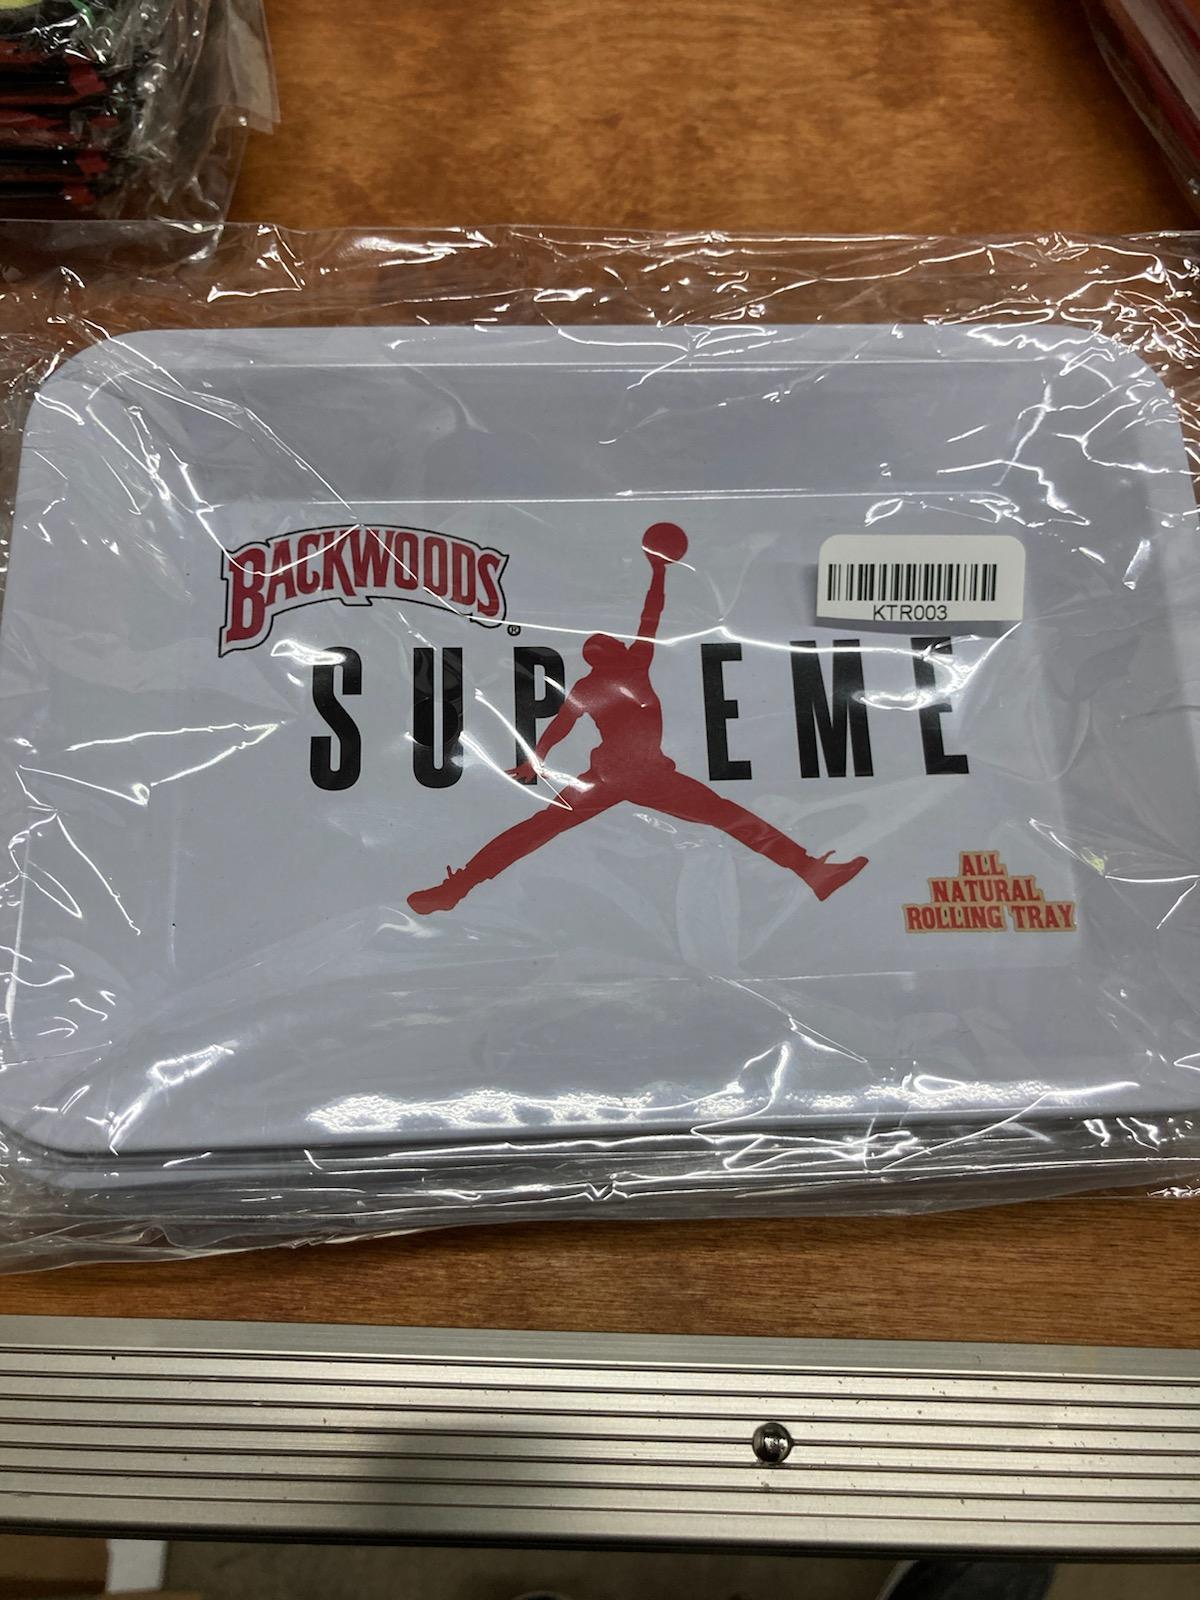 BACKWOODS®
KTR003
SUP EME
ALL
NATURAL
ROLLING TRAY